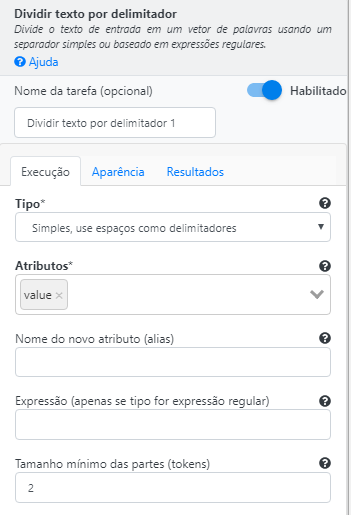 Dividir texto por delimitador
Divide o texto de entrada em um vetor de palavras usando um
separador simples ou baseado em expressões regulares.
Ajuda
Nome da tarefa (opcional)
Habilitado
Dividir texto por delimitador 1
Execução Aparência Resultados
Tipo*
Simples, use espaços como delimitadores
Atributos*
value ×
Nome do novo atributo (alias)
Expressão (apenas se tipo for expressão regular)
Tamanho mínimo das partes (tokens)
2